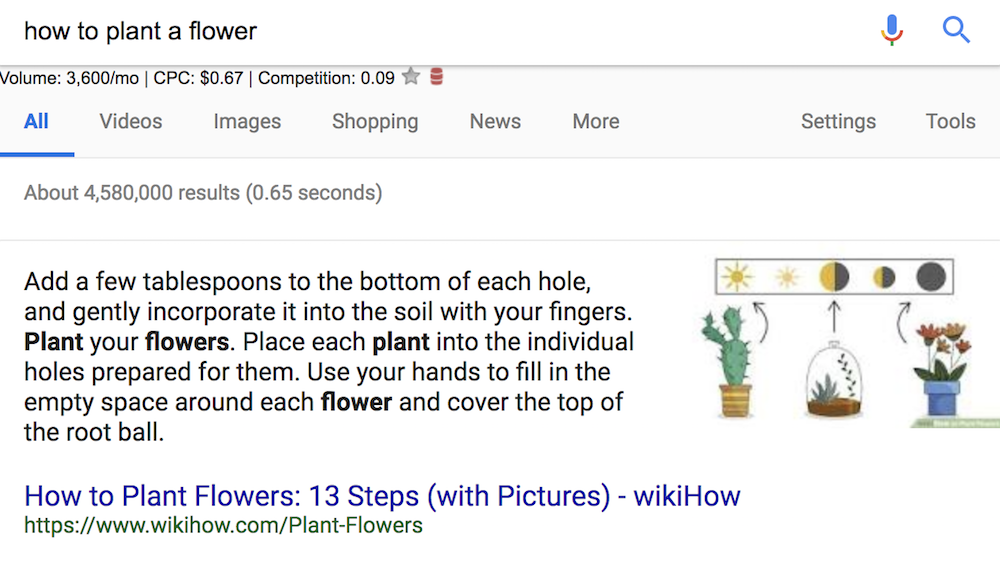 how to plant a flower
Volume: 3,600/mo | CPC: $0.67 | Competition: 0.09
All Videos Images Shopping News More Settings Tools
About 4,580,000 results (0.65 seconds)
Add a few tablespoons to the bottom of each hole,
and gently incorporate it into the soil with your fingers.
Plant your flowers. Place each plant into the individual
holes prepared for them. Use your hands to fill in the
empty space around each flower and cover the top of
the root ball.
How to Plant Flowers: 13 Steps (with Pictures) - wikiHow
https://www.wikihow.com/Plant-Flowers